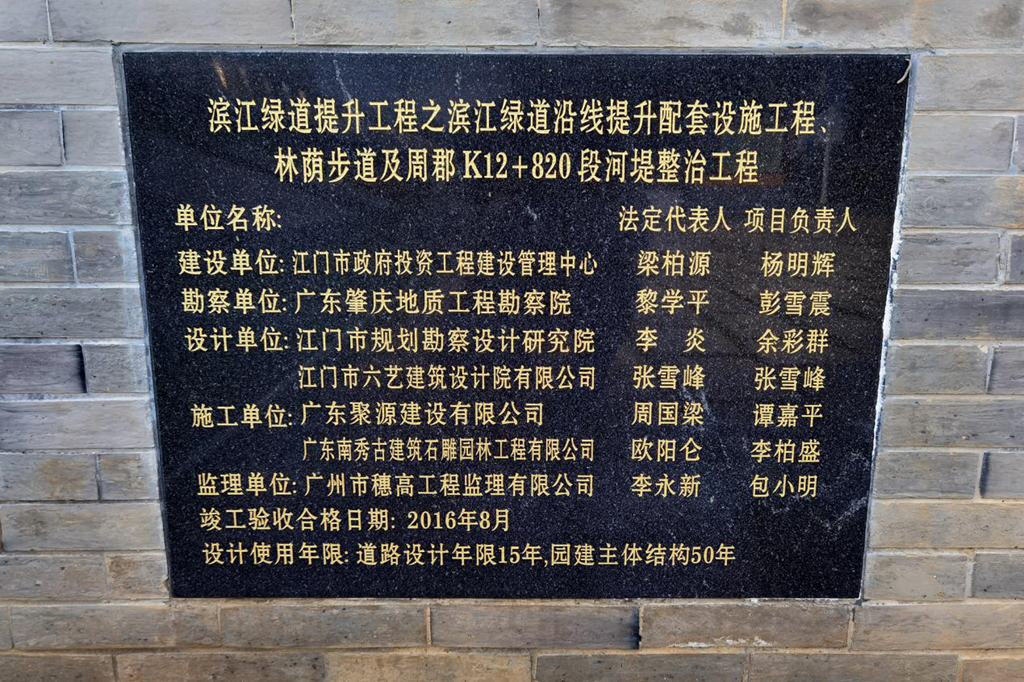 滨江绿道提升工程之滨江绿道沿线提升配套设施工程、
林荫步道及周郡K12+820段河堤整治工程
单位名称: 法定代表人 项目负责人
建设单位: 江门市政府投资工程建设管理中心 梁柏源 杨明辉
勘察单位: 广东肇庆地质工程勘察院 黎学平 彭雪震
设计单位: 江门市规划勘察设计研究院 李 炎 余彩群
江门市六艺建筑设计院有限公司 张雪峰 张雪峰
施工单位: 广东聚源建设有限公司 周国梁 谭嘉平
广东南秀古建筑石雕园林工程有限公司 欧阳仑 李柏盛
监理单位: 广州市穗高工程监理有限公司 李永新 包小明
竣工验收合格日期: 2016年8月
设计使用年限: 道路设计年限15年,园建主体结构50年